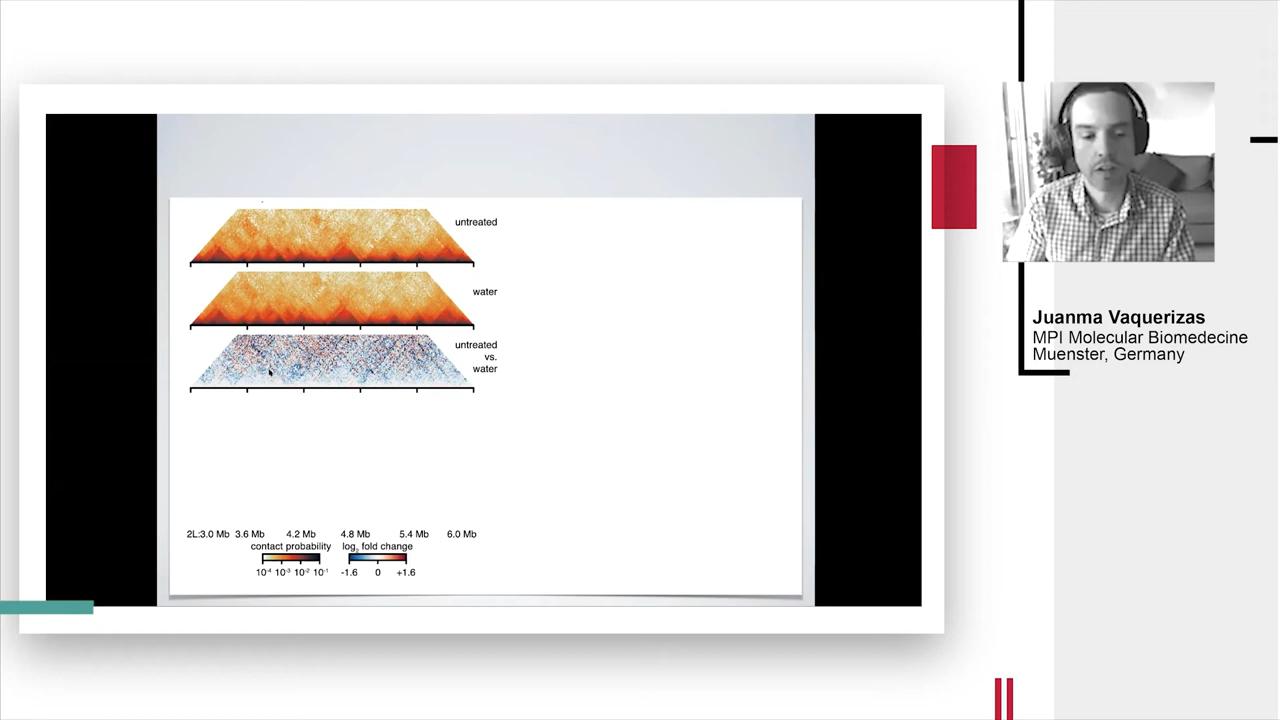 untreated
water
untreated
vs.
water
2L:3.0 Mb 3.6 Mb 4.2 Mb 4.8 Mb 5.4 Mb 6.0 Mb
contact probability
10-4 10-3 10-2 10-1
log2 fold change
-1.6 0 +1.6
Juanma Vaquerizas
MPI Molecular Biomedecine
Muenster, Germany